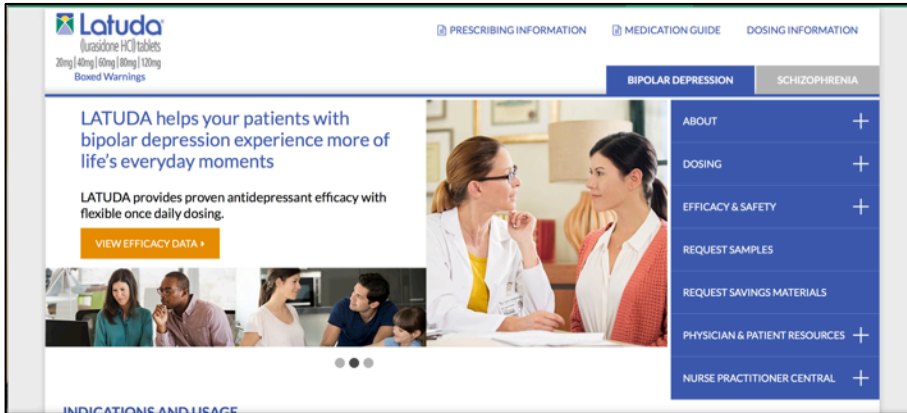 Latuda
(lurasidone HCl) tablets
20mg | 40mg | 60mg | 80mg | 120mg
Boxed Warnings
PRESCRIBING INFORMATION
MEDICATION GUIDE
DOSING INFORMATION
BIPOLAR DEPRESSION
SCHIZOPHRENIA
LATUDA helps your patients with
bipolar depression experience more of
life's everyday moments
LATUDA provides proven antidepressant efficacy with
flexible once daily dosing.
VIEW EFFICACY DATA
ABOUT
DOSING
EFFICACY & SAFETY
REQUEST SAMPLES
REQUEST SAVINGS MATERIALS
PHYSICIAN & PATIENT RESOURCES
NURSE PRACTITIONER CENTRAL
INDICATIONS AND USAGE